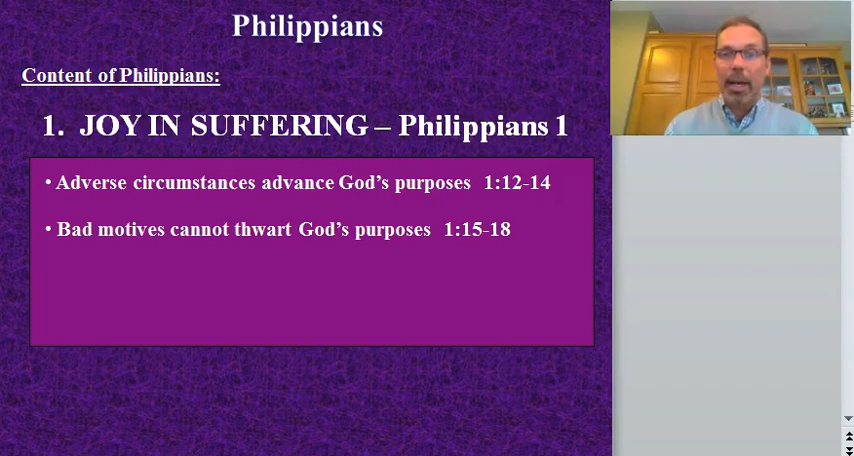 Philippians
Content of Philippians:
1. JOY IN SUFFERING – Philippians 1
• Adverse circumstances advance God's purposes 1:12-14
• Bad motives cannot thwart God's purposes 1:15-18